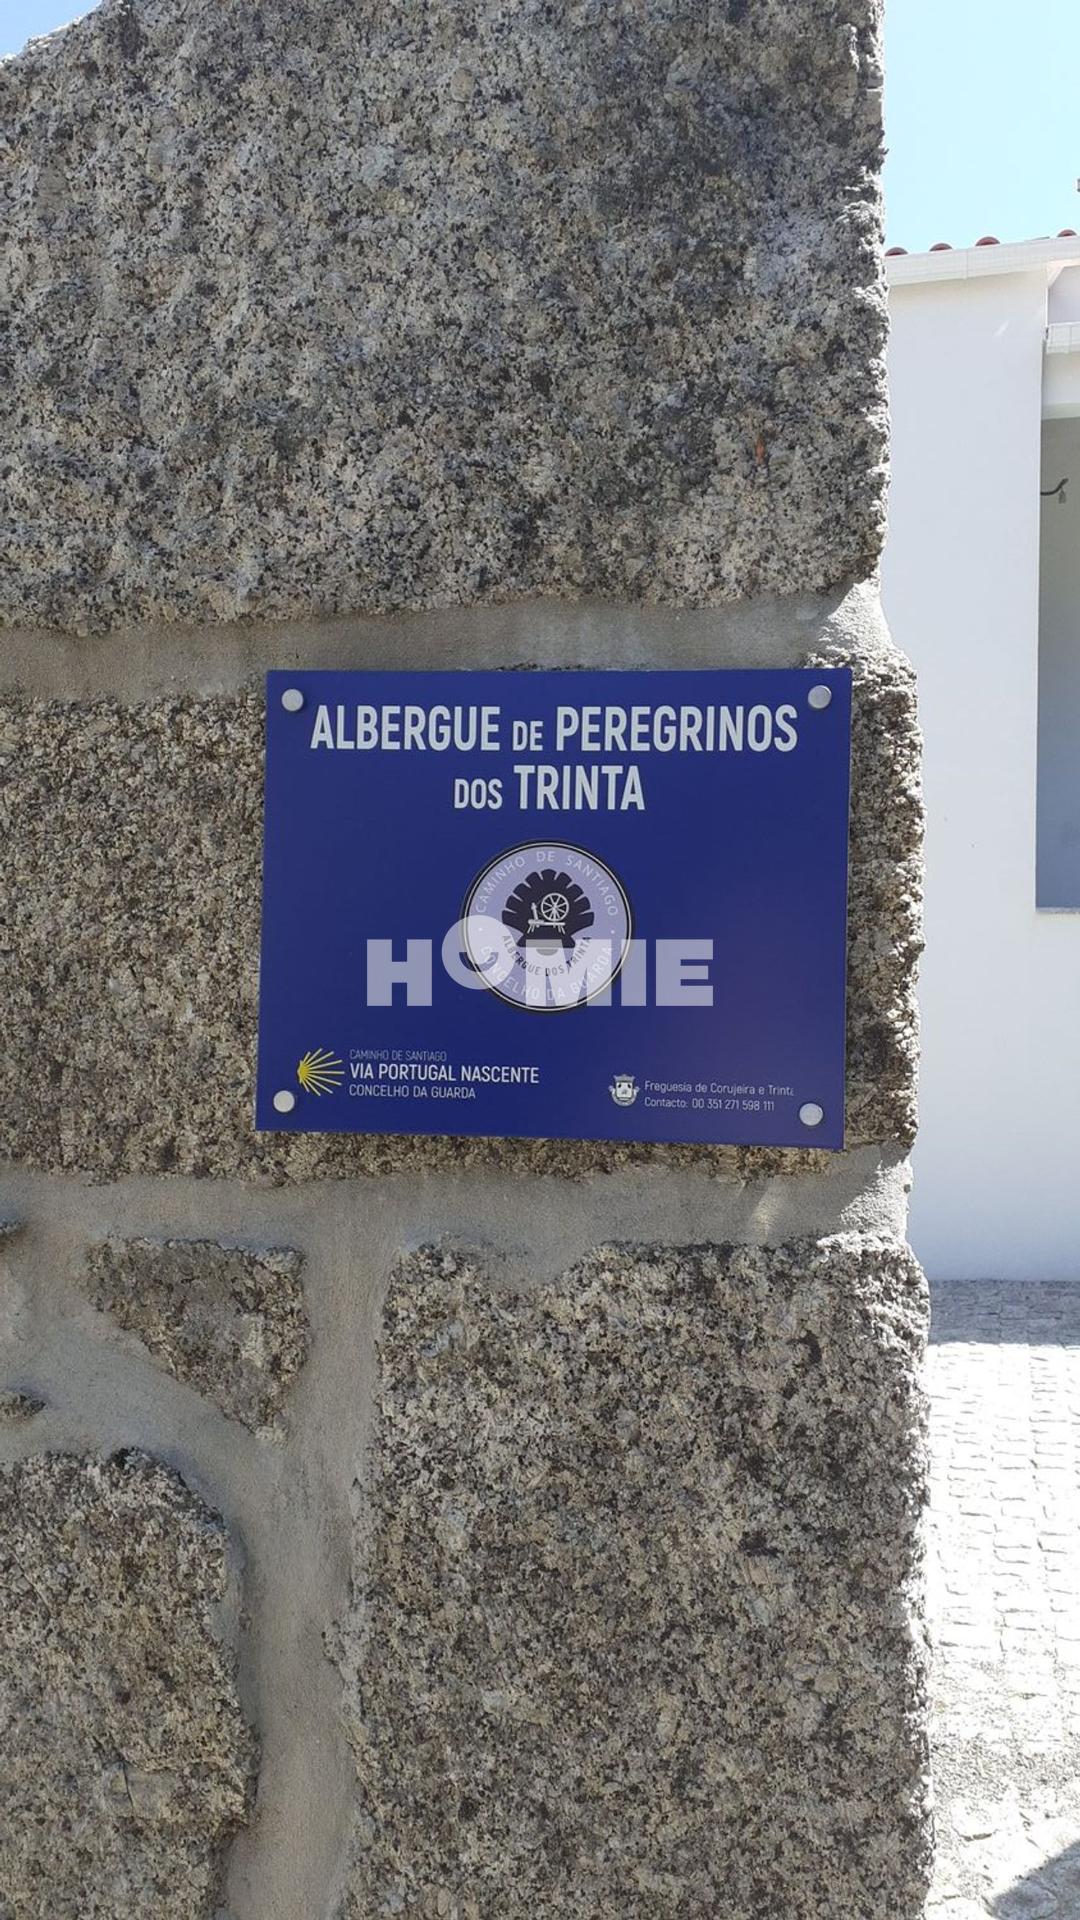 ALBERGUE DE PEREGRINOS
DOS TRINTA
CAMINHO DE SANTIAGO
ALBERGUE DOS TRINTA
CONCELHO DA GUARDA
HOMIE
CAMINHO DE SANTIAGO
VIA PORTUGAL NASCENTE
CONCELHO DA GUARDA
Freguesia de Corujeira e Trinta
Contacto: 00 351 271 598 111